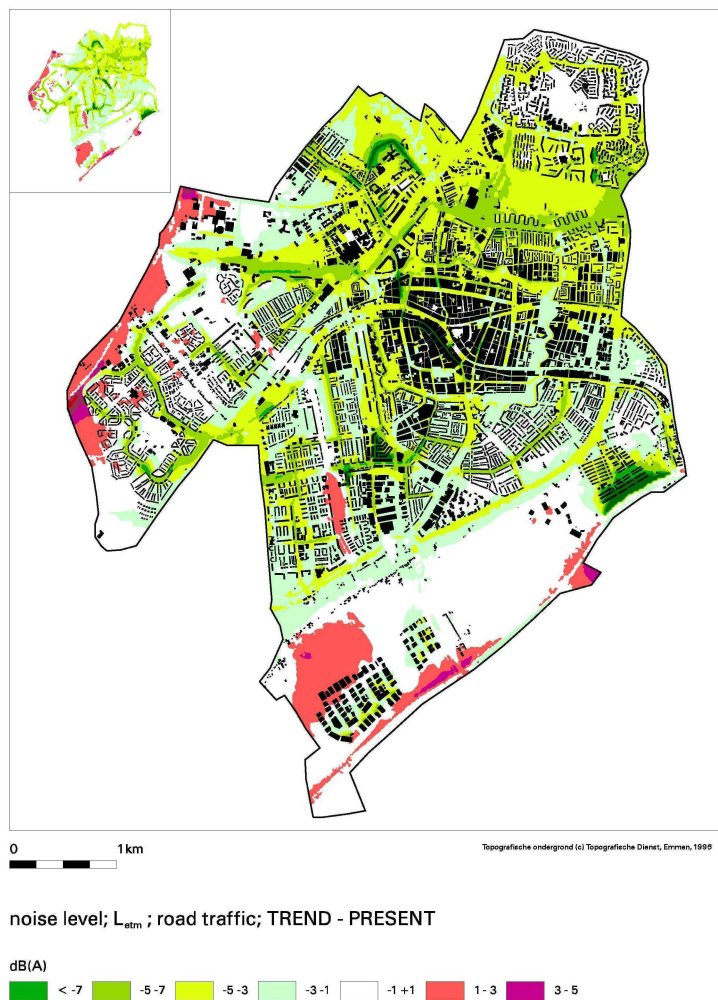 0 1km
Topografische ondergrond (c) Topografische Dienst, Emmen, 1996
noise level; Letm ; road traffic; TREND - PRESENT
dB(A)
< -7 -5 -7 -5 -3 -3 -1 -1 +1 1 - 3 3 - 5